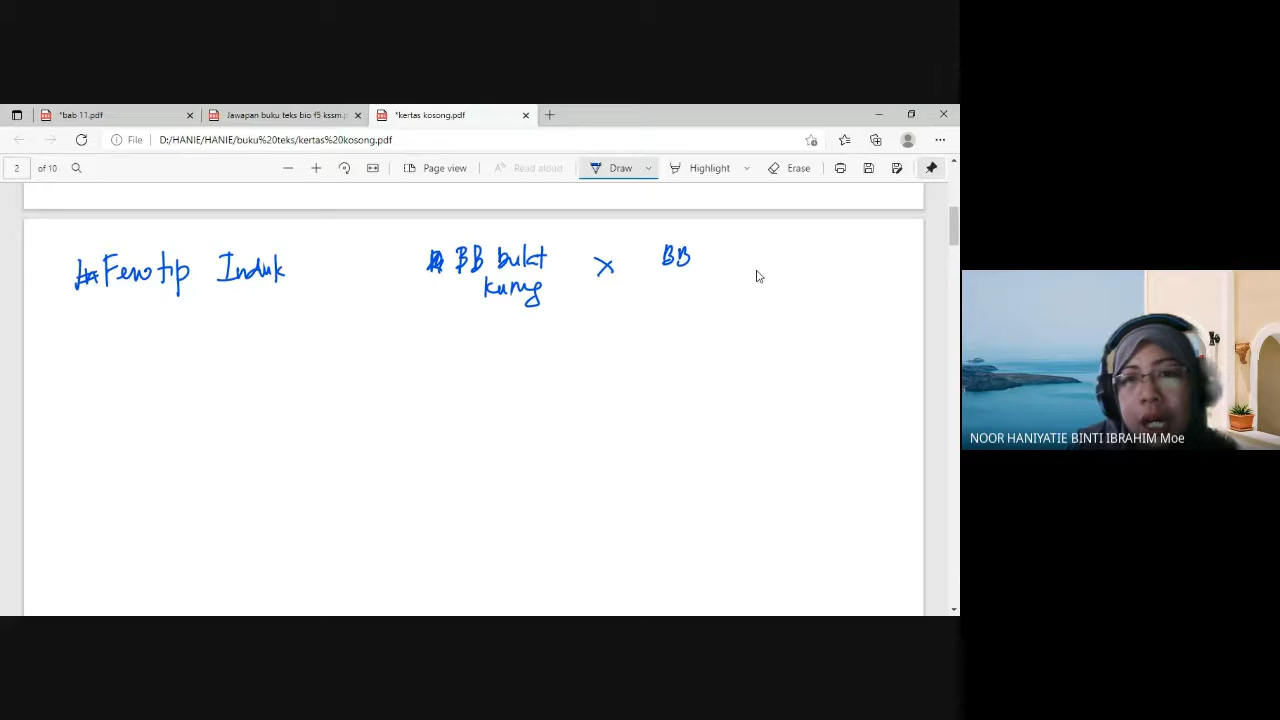 *bab 11.pdf
Jawapan buku teks bio f5 kssm.p
*kertas kosong.pdf
File
D:/HANIE/HANIE/buku%20teks/kertas%20kosong.pdf
2 of 10
Page view
Read aloud
Draw
Highlight
Erase
Fenotip Induk
BB bulat × BB
kuning
NOOR HANIYATIE BINTI IBRAHIM Moe